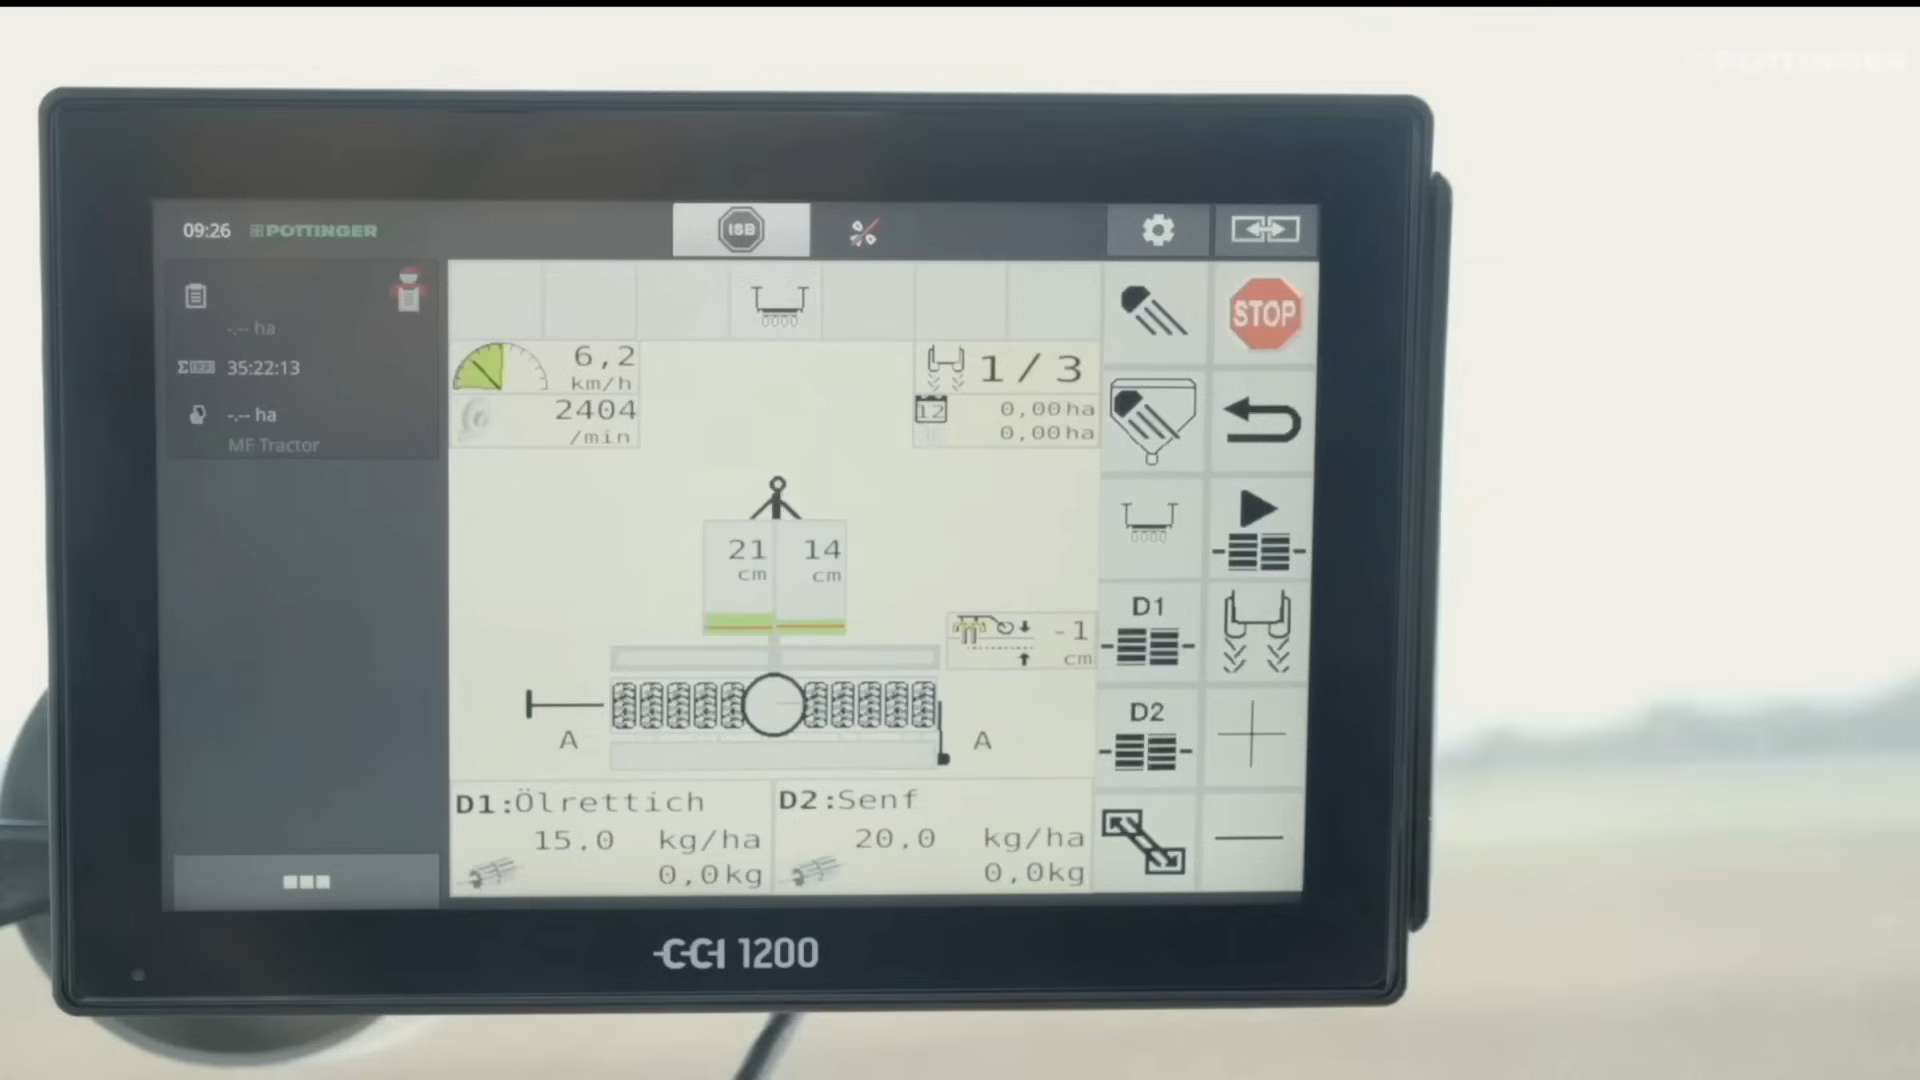 PÖTTINGER
09:26 PÖTTINGER
ISB
-.-- ha
35:22:13
-.-- ha
MF Tractor
6,2
km/h
2404
/min
1/3
12
0,00ha
0,00ha
STOP
21 14
cm cm
-1
cm
A A
D1
D2
D1:Ölrettich
15.0 kg/ha
0,0kg
D2:Senf
20,0 kg/ha
0,0kg
CCI 1200